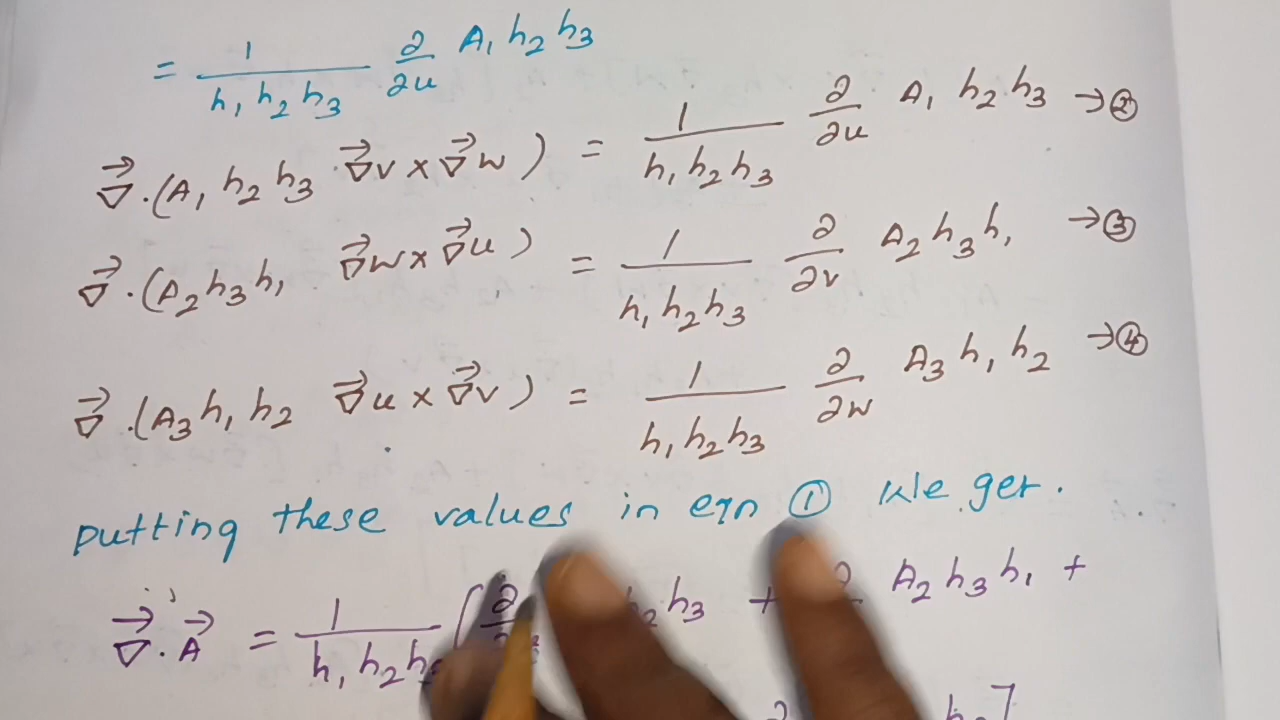 = 1/(h₁h₂h₃) ∂/∂u A₁h₂h₃
∇⃗.(A₁h₂h₃ ∇⃗v × ∇⃗w) = 1/(h₁h₂h₃) ∂/∂u A₁h₂h₃ → ②
∇⃗.(A₂h₃h₁ ∇⃗w × ∇⃗u) = 1/(h₁h₂h₃) ∂/∂v A₂h₃h₁ → ③
∇⃗.(A₃h₁h₂ ∇⃗u × ∇⃗v) = 1/(h₁h₂h₃) ∂/∂w A₃h₁h₂ → ④
putting these values in eqn ① we get.
∇⃗.A⃗ = 1/(h₁h₂h [∂ h₂h₃ + ∂ A₂h₃h₁ +